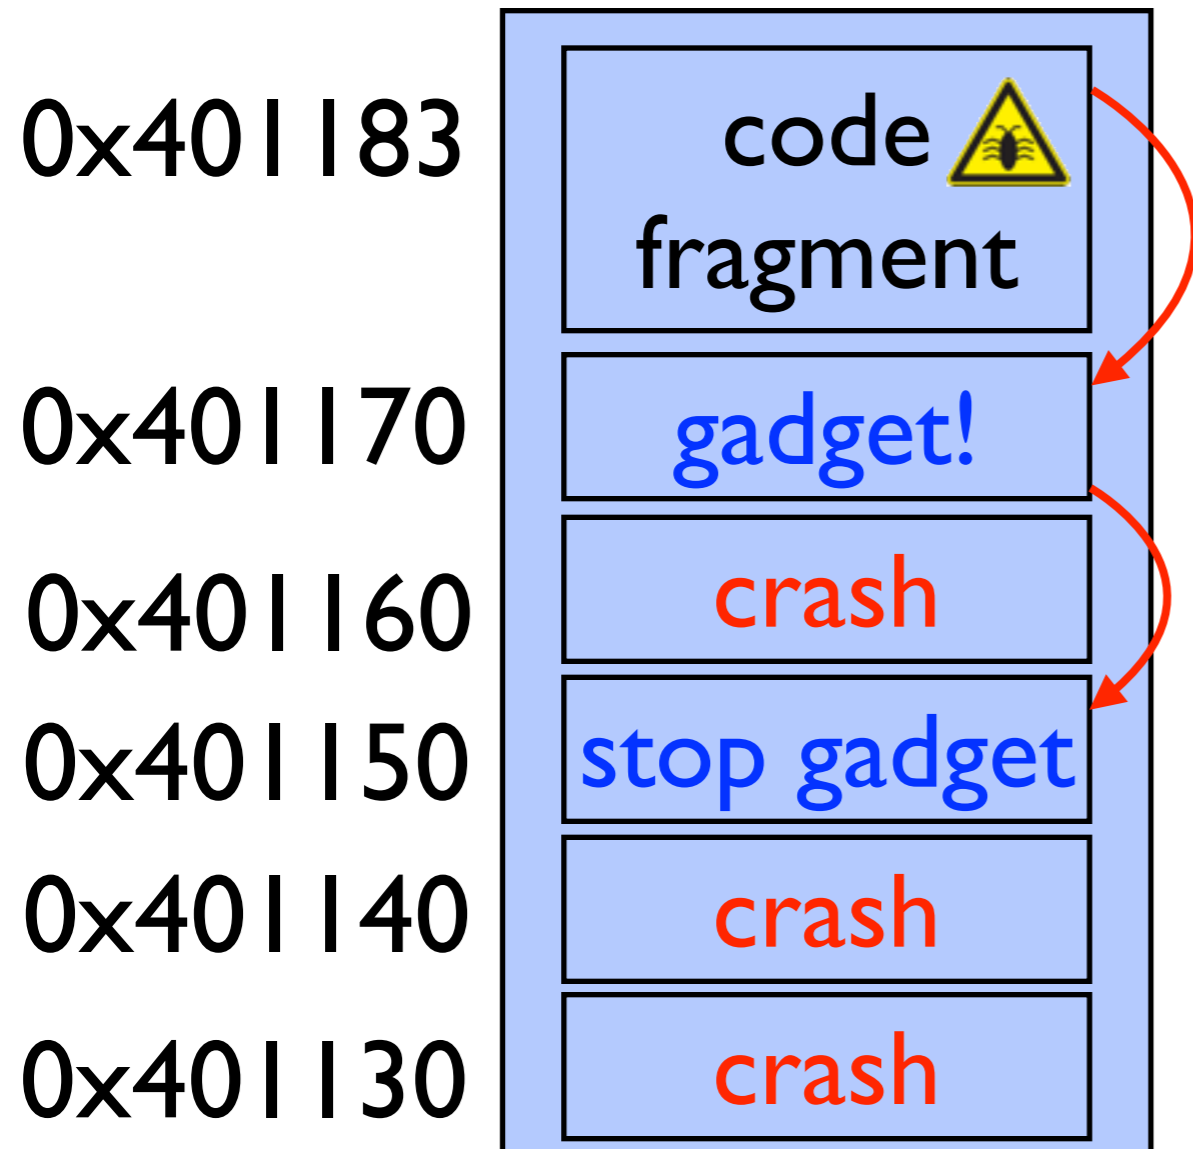 0x401183
code
fragment
0x401170
gadget!
0x401160
crash
0x401150
stop gadget
0x401140
crash
0x401130
crash